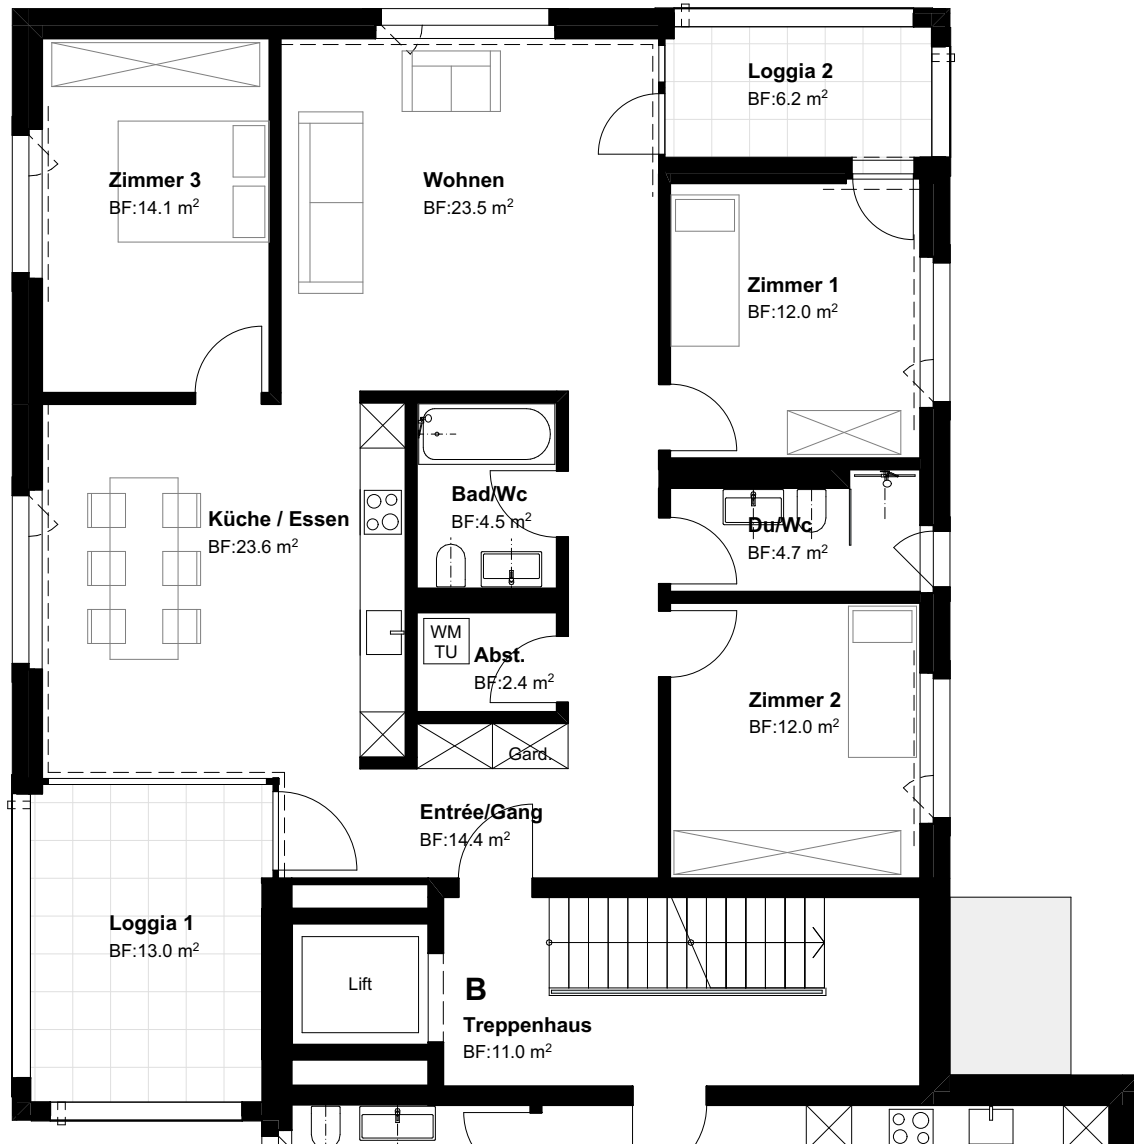 Loggia 2
BF:6.2 m²
Zimmer 3
BF:14.1 m²
Wohnen
BF:23.5 m²
Zimmer 1
BF:12.0 m²
Küche / Essen
BF:23.6 m²
Bad/Wc
BF:4.5 m²
Du/Wc
BF:4.7 m²
WM
TU
Abst.
BF:2.4 m²
Zimmer 2
BF:12.0 m²
Gard.
Entrée/Gang
BF:14.4 m²
Loggia 1
BF:13.0 m²
Lift
B
Treppenhaus
BF:11.0 m²